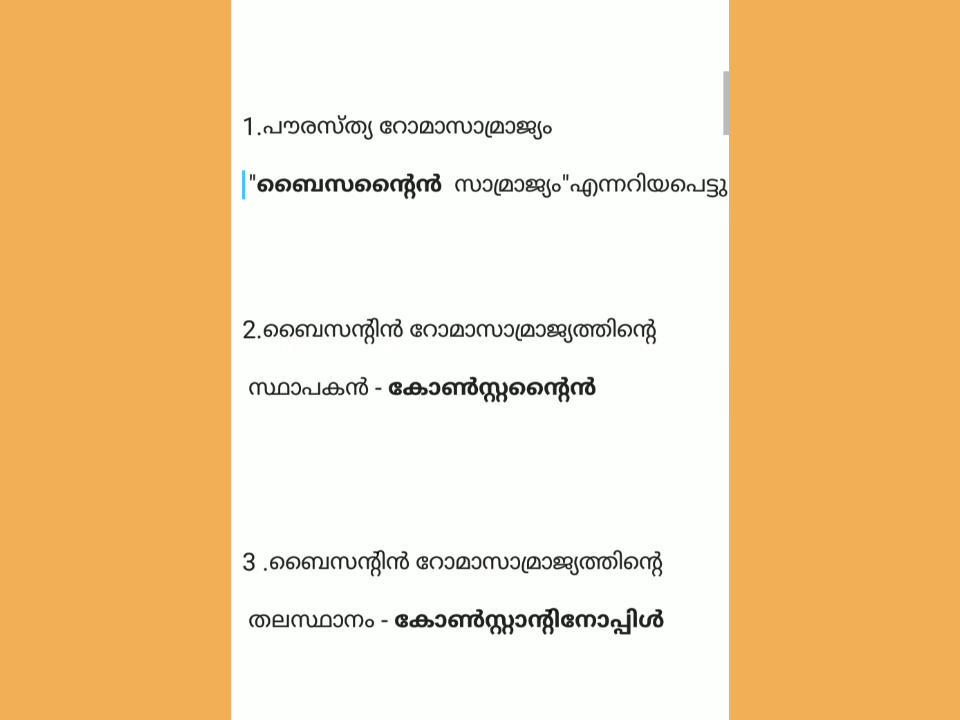 1.പൗരസ്ത്യ റോമാസാമ്രാജ്യം
"ബൈസന്റൈൻ സാമ്രാജ്യം"എന്നറിയപെട്ടു
2.ബൈസന്റിൻ റോമാസാമ്രാജ്യത്തിന്റെ
സ്ഥാപകൻ - കോൺസ്റ്റന്റൈൻ
3 .ബൈസന്റിൻ റോമാസാമ്രാജ്യത്തിന്റെ
തലസ്ഥാനം - കോൺസ്റ്റാന്റിനോപ്പിൾ